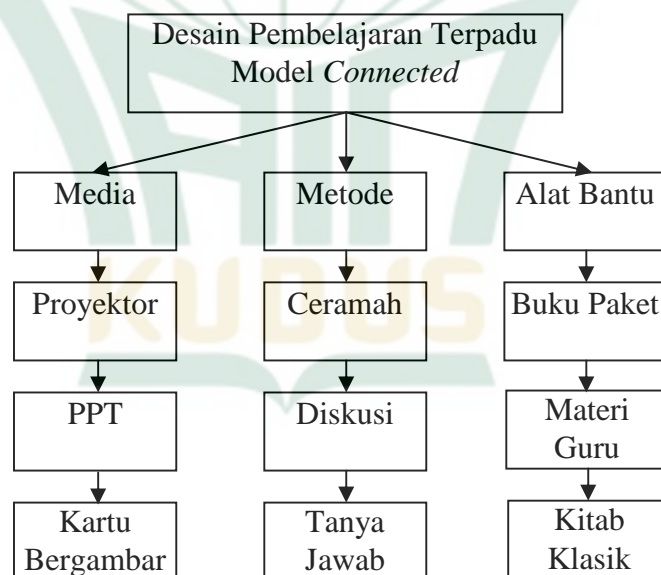 Desain Pembelajaran Terpadu
Model Connected
Media
Metode
Alat Bantu
Proyektor
Ceramah
Buku Paket
PPT
Diskusi
Materi
Guru
Kartu
Bergambar
Tanya
Jawab
Kitab
Klasik
KUDUS